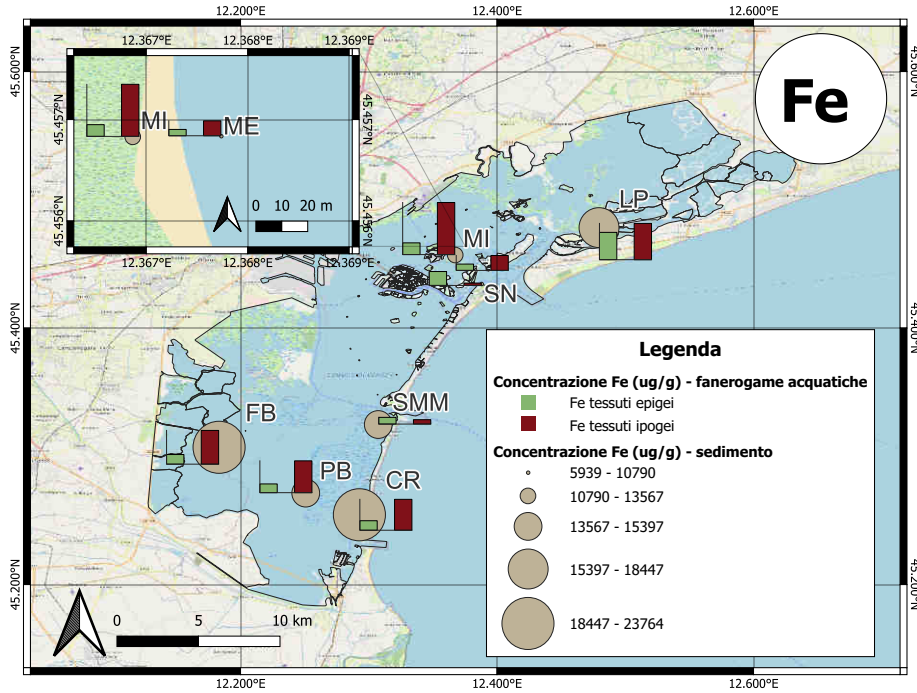 12.200°E 12.400°E 12.600°E
12.367°E 12.368°E 12.369°E
45.600°N
45.600°N
Fe
45.457°N
45.457°N
MI ME
45.456°N
45.456°N
0 10 20 m
12.367°E 12.368°E 12.369°E
LP
MI
SN
45.400°N
45.400°N
Legenda
Concentrazione Fe (ug/g) - fanerogame acquatiche
Fe tessuti epigei
Fe tessuti ipogei
Concentrazione Fe (ug/g) - sedimento
5939 - 10790
10790 - 13567
13567 - 15397
15397 - 18447
18447 - 23764
SMM
FB
PB
CR
45.200°N
45.200°N
0 5 10 km
12.200°E 12.400°E 12.600°E